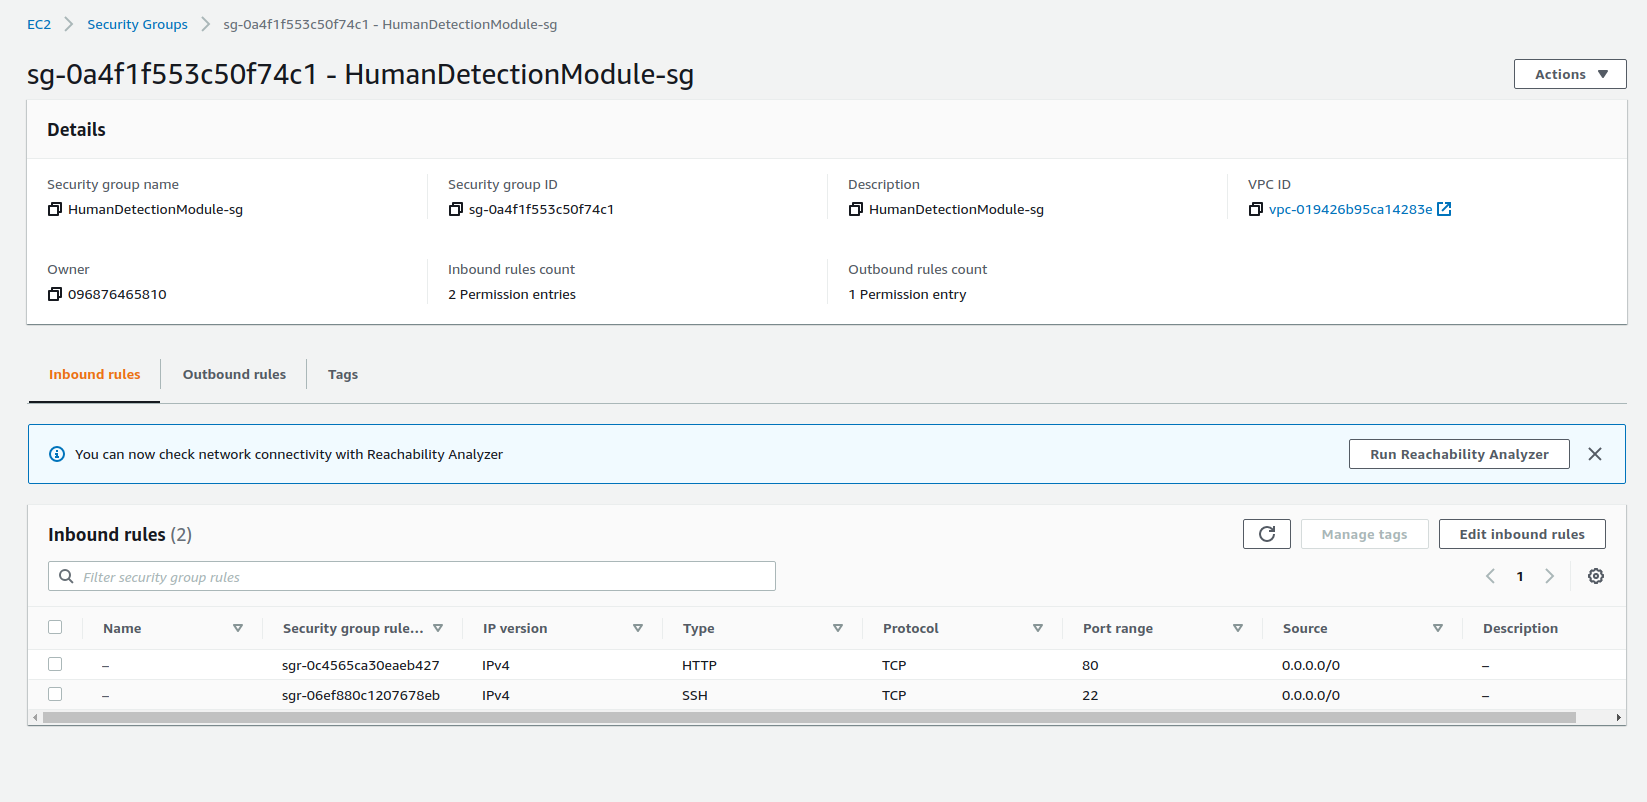 EC2 Security Groups sg-0a4f1f553c50f74c1 - HumanDetectionModule-sg
sg-0a4f1f553c50f74c1 - HumanDetectionModule-sg
Actions
Details
Security group name
HumanDetectionModule-sg
Security group ID
sg-0a4f1f553c50f74c1
Description
HumanDetectionModule-sg
VPC ID
vpc-019426b95ca14283e
Owner
096876465810
Inbound rules count
2 Permission entries
Outbound rules count
1 Permission entry
Inbound rules Outbound rules Tags
You can now check network connectivity with Reachability Analyzer
Run Reachability Analyzer
Inbound rules (2)
Manage tags
Edit inbound rules
Filter security group rules
1
Name Security group rule... IP version Type Protocol Port range Source Description
– sgr-0c4565ca30eaeb427 IPv4 HTTP TCP 80 0.0.0.0/0 –
– sgr-06ef880c1207678eb IPv4 SSH TCP 22 0.0.0.0/0 –